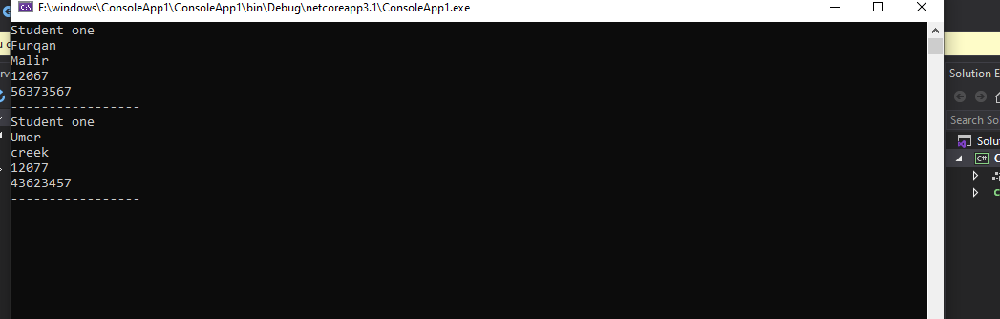 E:\windows\ConsoleApp1\ConsoleApp1\bin\Debug\netcoreapp3.1\ConsoleApp1.exe
Student one
Furqan
Malir
12067
56373567
-----------------
Student one
Umer
creek
12077
43623457
-----------------
Solution E
Search So
Solu
C#